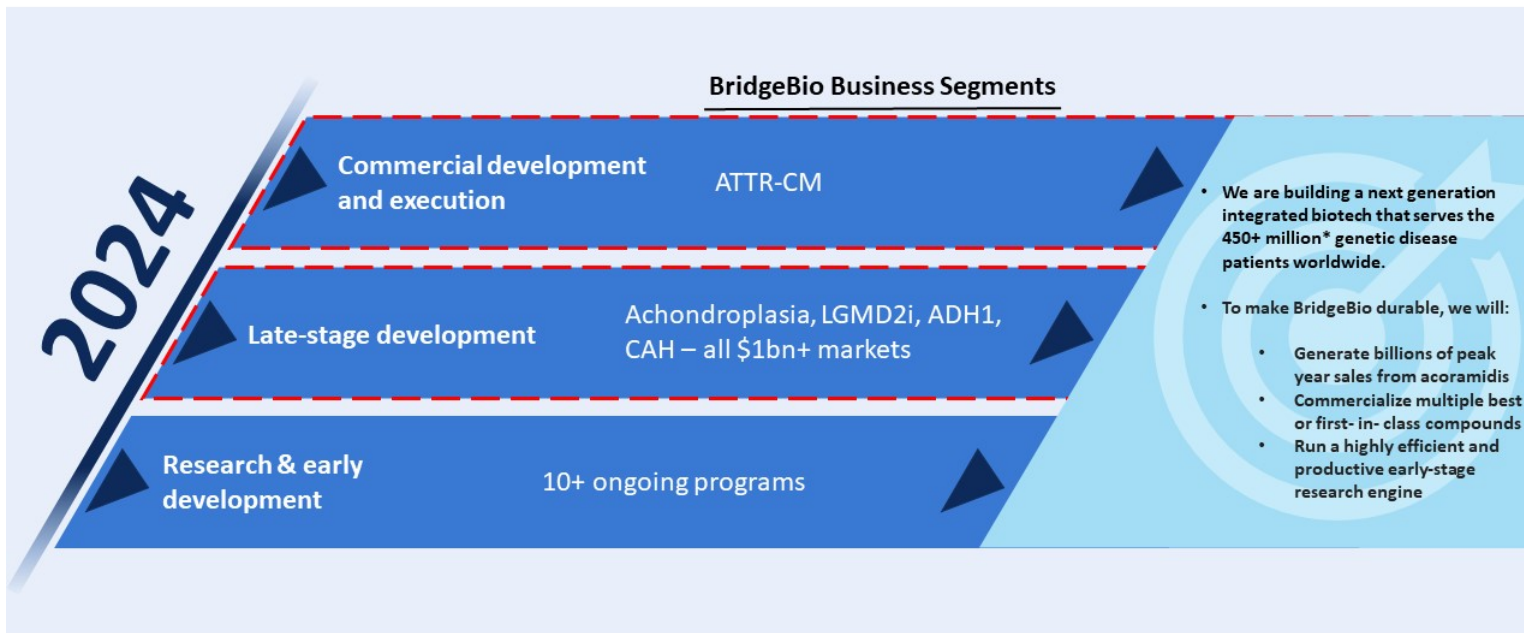 BridgeBio Business Segments
2024
Commercial development
and execution
ATTR-CM
Late-stage development
Achondroplasia, LGMD2i, ADH1,
CAH – all $1bn+ markets
Research & early
development
10+ ongoing programs
• We are building a next generation
integrated biotech that serves the
450+ million* genetic disease
patients worldwide.
• To make BridgeBio durable, we will:
• Generate billions of peak
year sales from acoramidis
• Commercialize multiple best
or first- in- class compounds
• Run a highly efficient and
productive early-stage
research engine